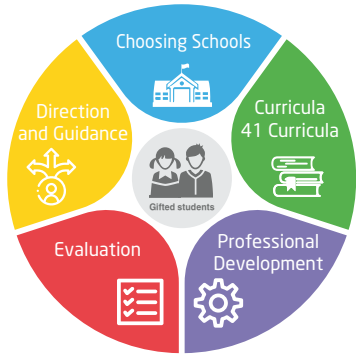 Choosing Schools
Curricula
41 Curricula
Professional
Development
Evaluation
Direction
and Guidance
Gifted students